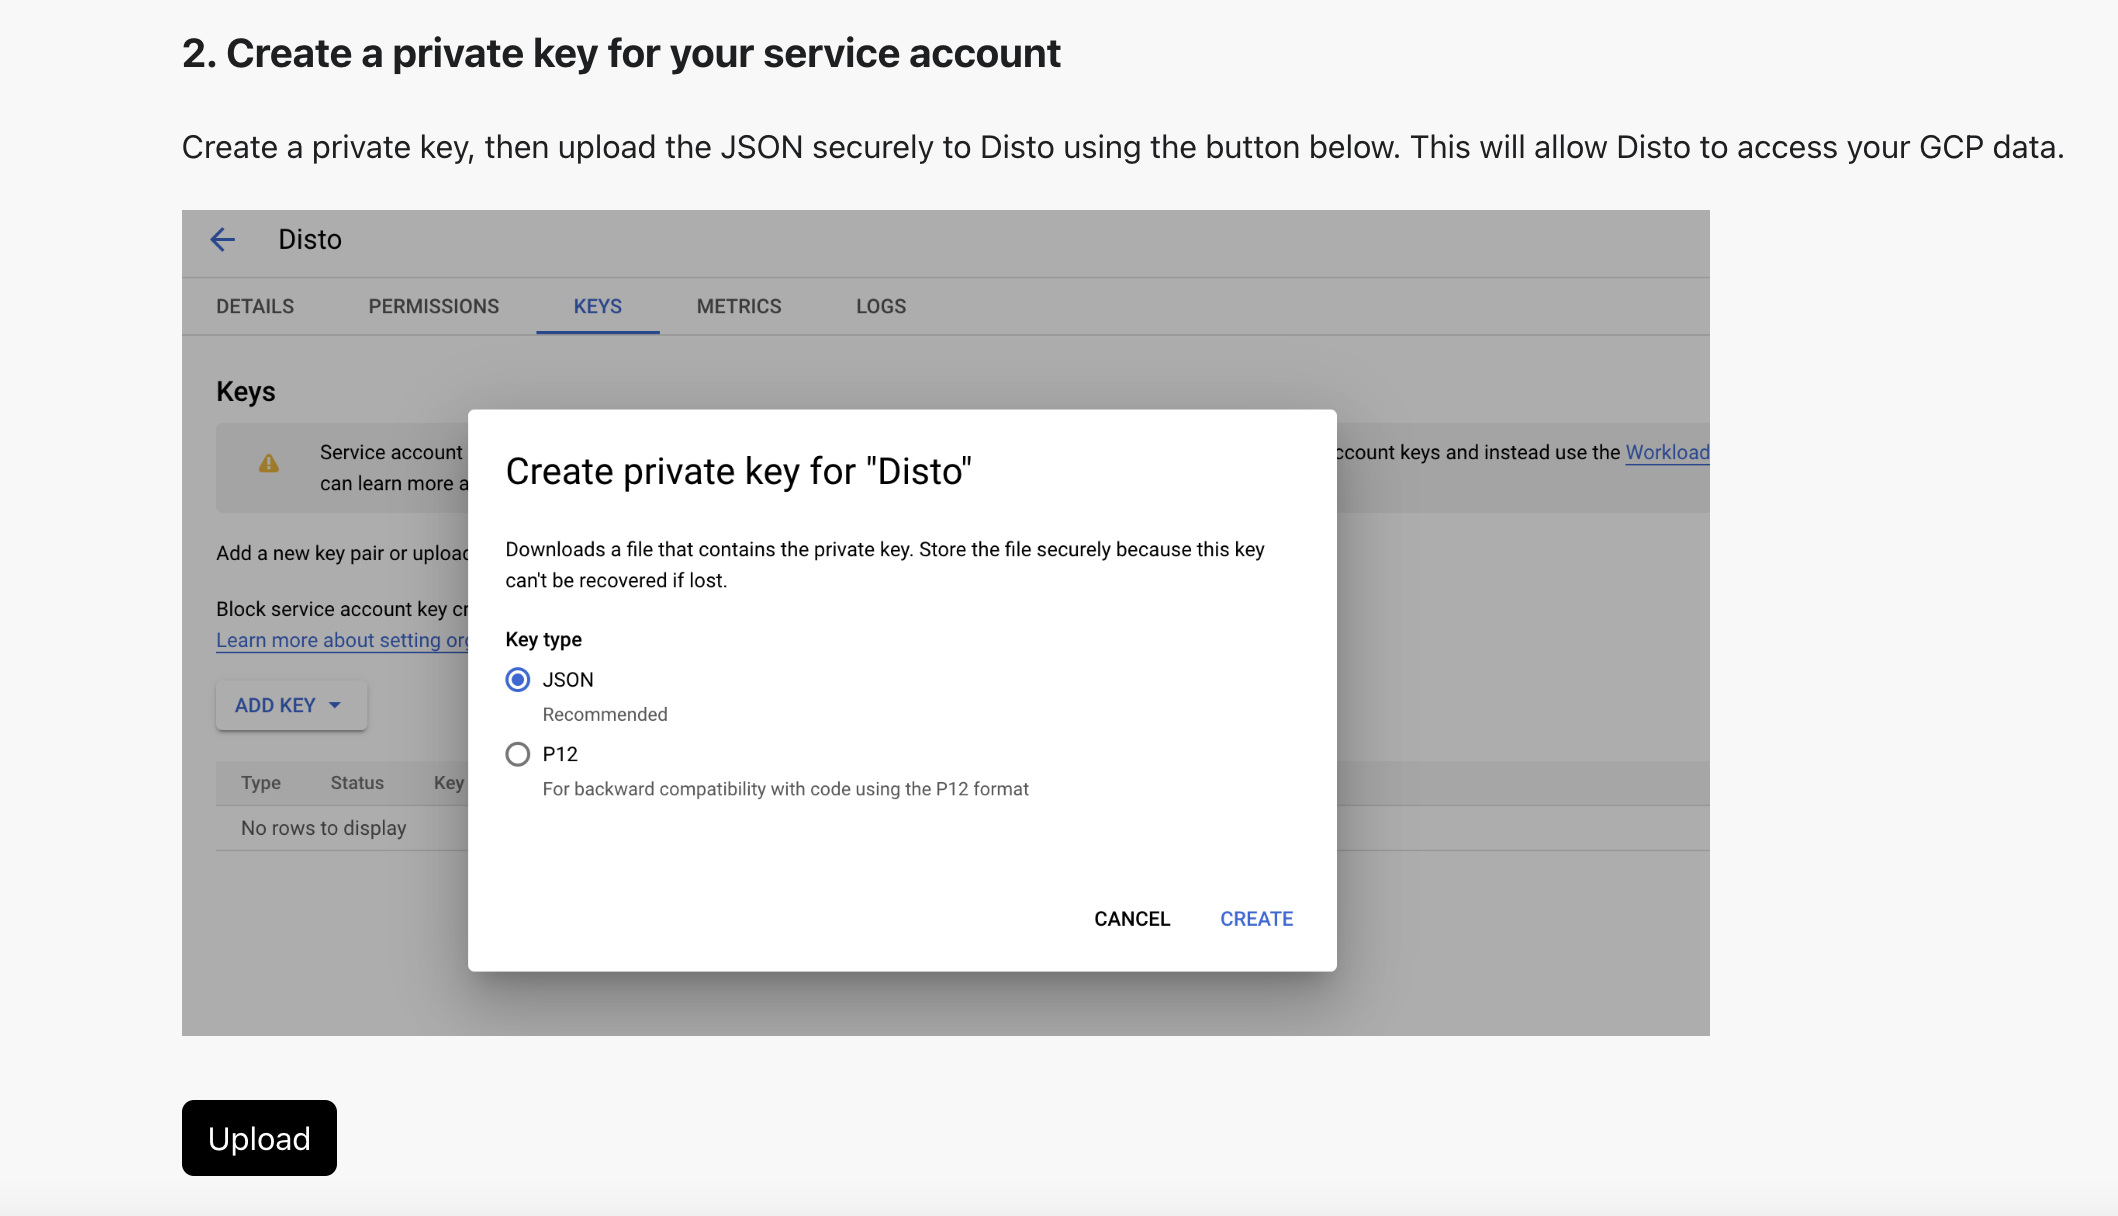 2. Create a private key for your service account
Create a private key, then upload the JSON securely to Disto using the button below. This will allow Disto to access your GCP data.
Disto
DETAILS PERMISSIONS KEYS METRICS LOGS
Keys
Service account
can learn more a
ccount keys and instead use the Workload
Add a new key pair or uploa
Block service account key cr
Learn more about setting org
ADD KEY
Type Status Key
No rows to display
Create private key for "Disto"
Downloads a file that contains the private key. Store the file securely because this key
can't be recovered if lost.
Key type
JSON
Recommended
P12
For backward compatibility with code using the P12 format
CANCEL CREATE
Upload